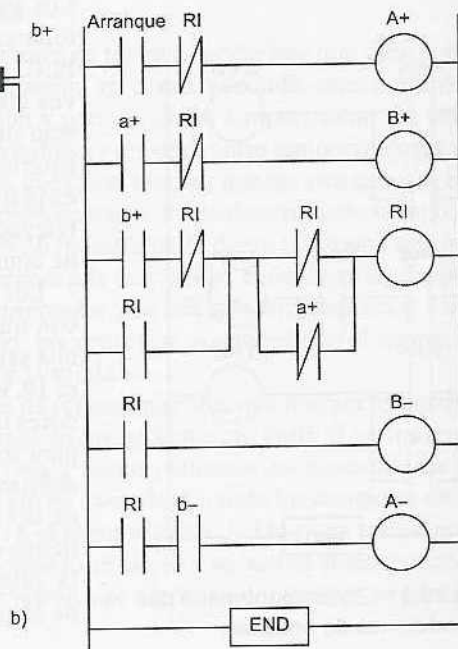 b+ Arranque RI A+
a+ RI B+
b+ RI RI RI
RI a+
RI B–
RI b– A–
b) END